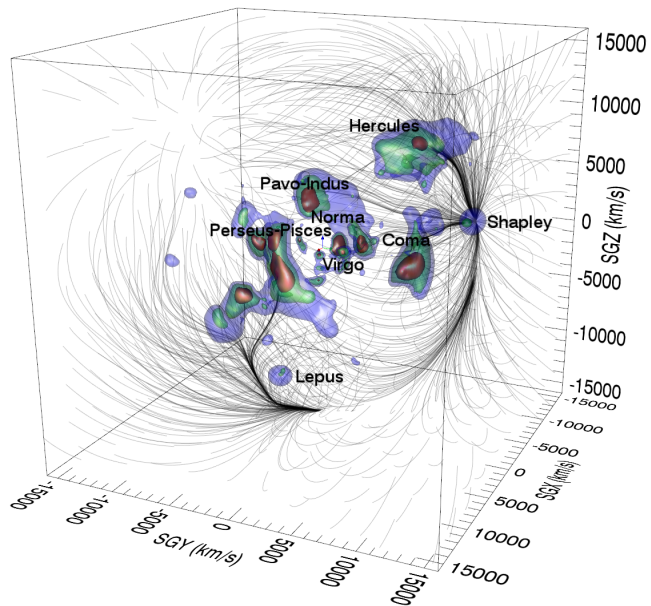 15000
10000
5000
0
-5000
-10000
-15000
SGZ (km/s)
Hercules
Pavo-Indus
Norma
Perseus-Pisces
Shapley
Coma
Virgo
Lepus
-15000
-10000
-5000
0
5000
10000
15000
SGX (km/s)
-15000
-10000
-5000
0
5000
10000
15000
SGY (km/s)